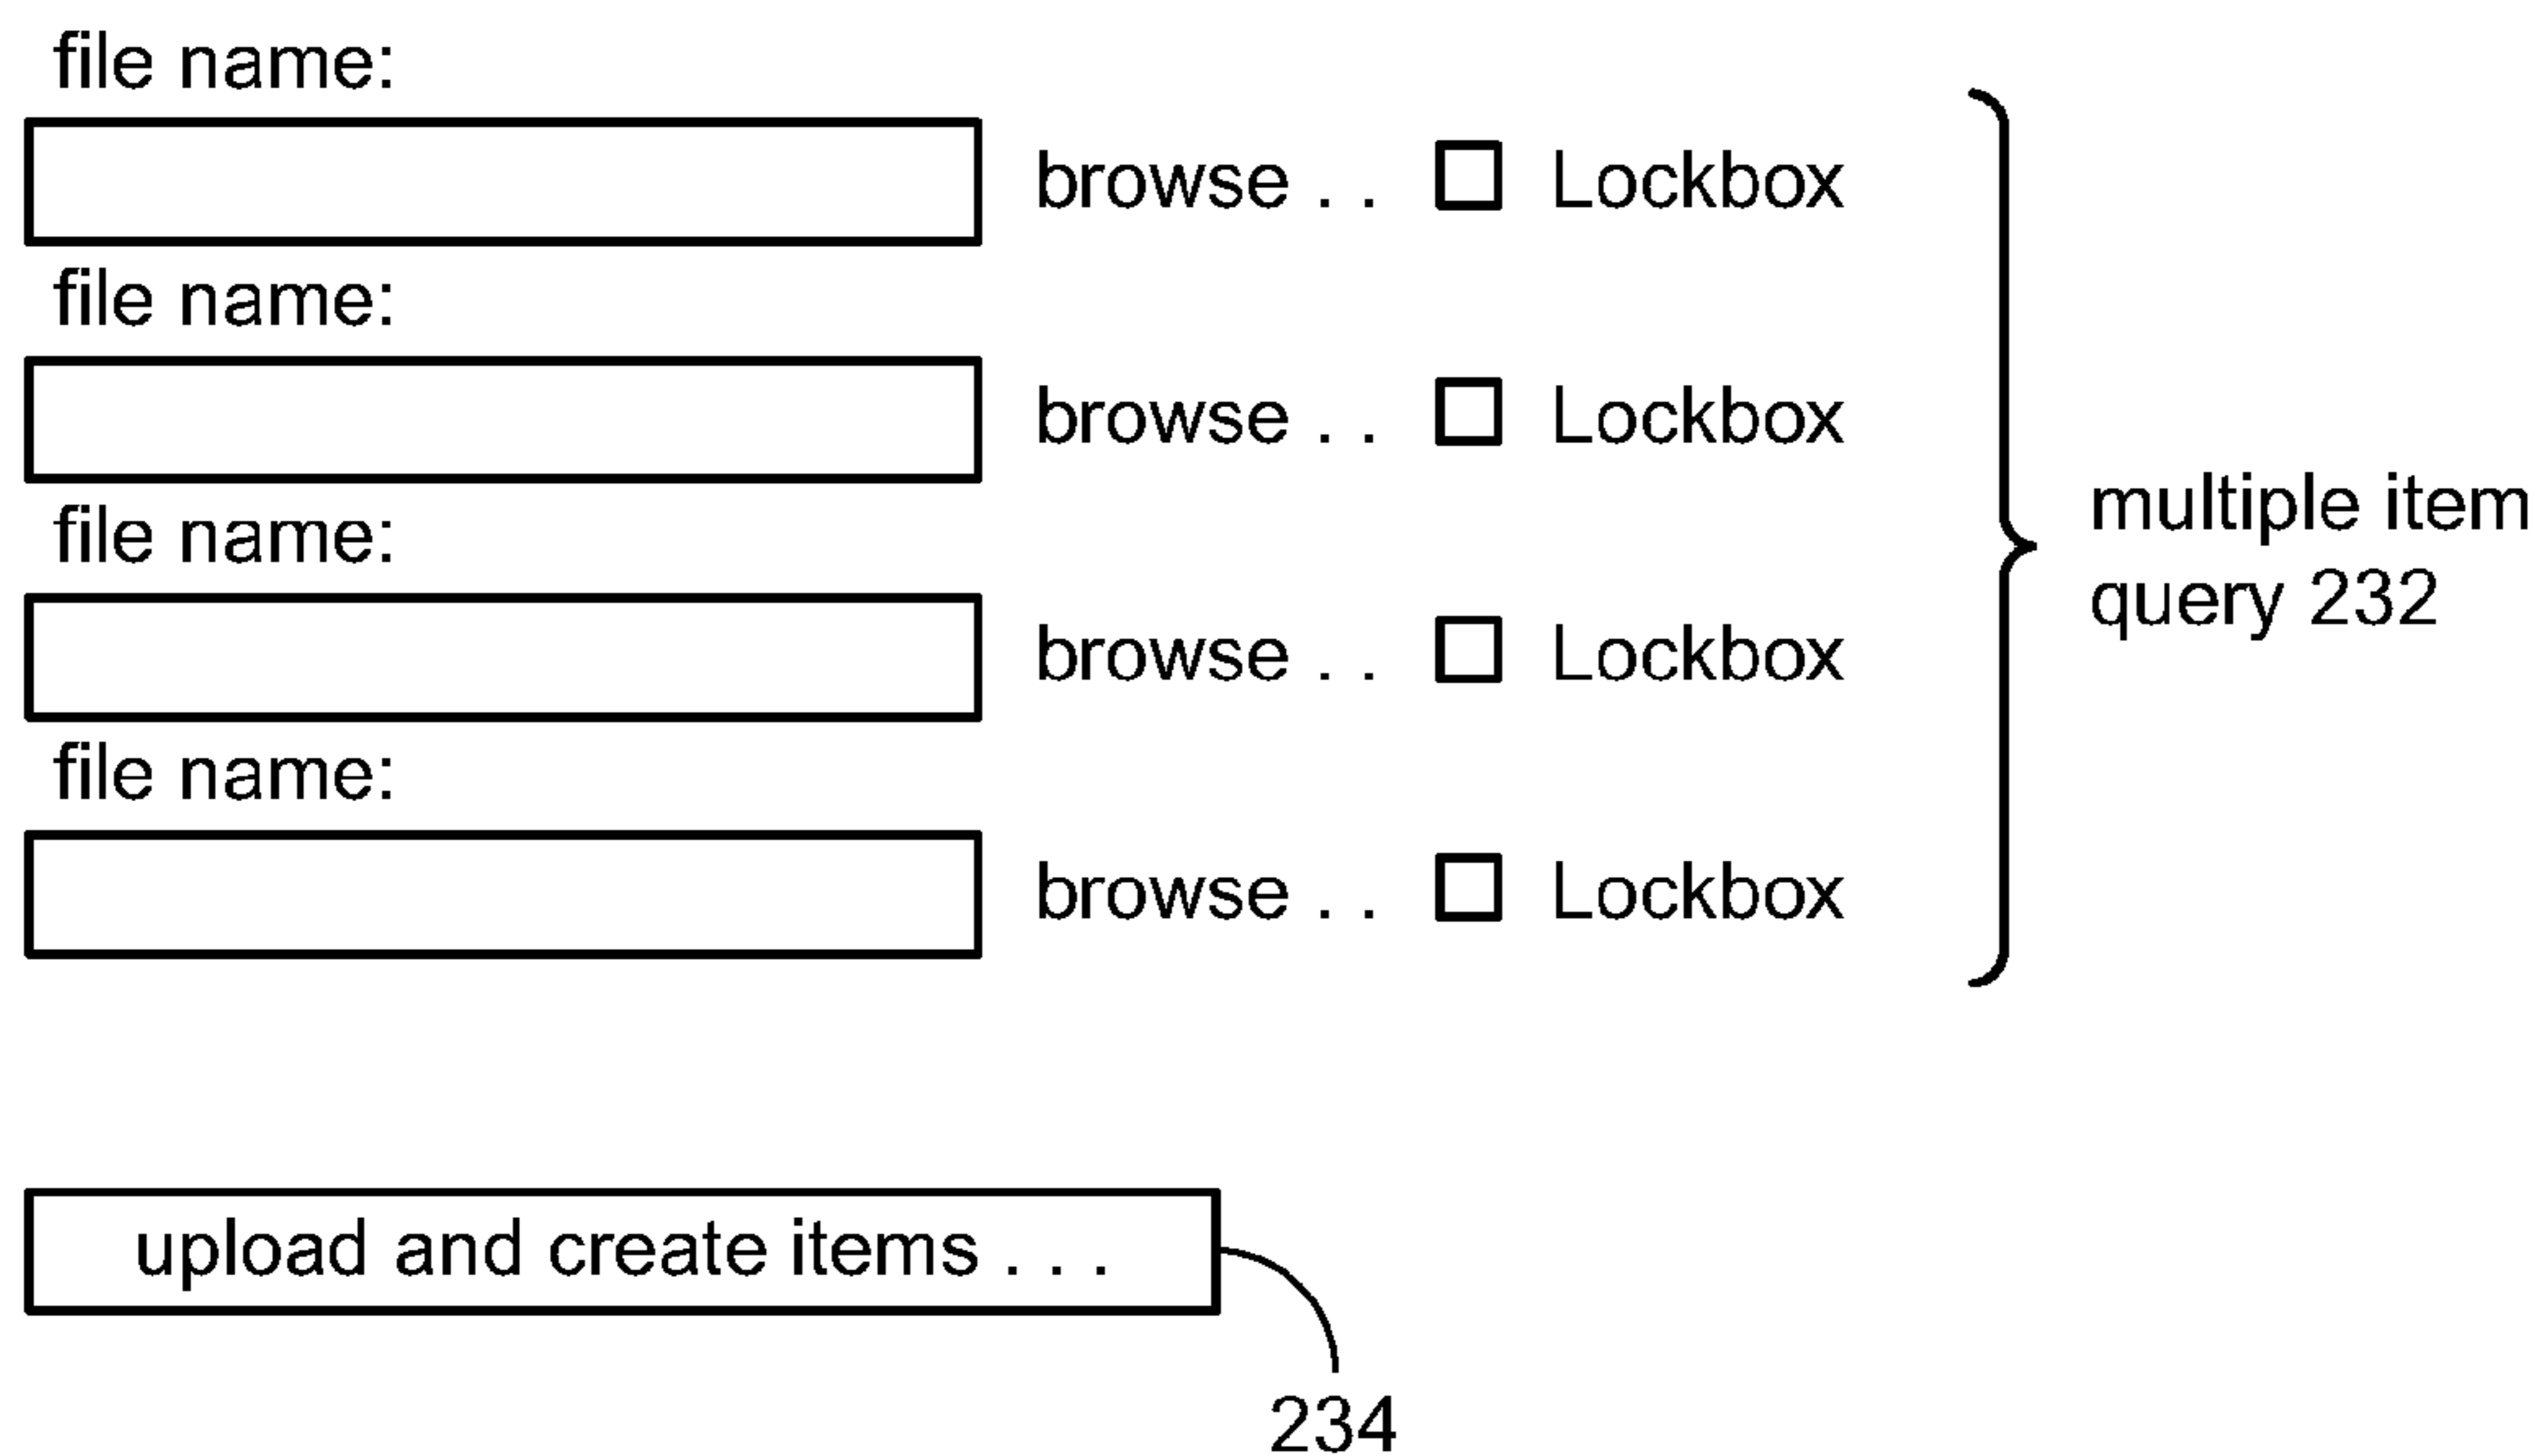 file name:
browse . . Lockbox
file name:
browse . . Lockbox
file name:
browse . . Lockbox
file name:
browse . . Lockbox
multiple item
query 232
upload and create items . . .
234